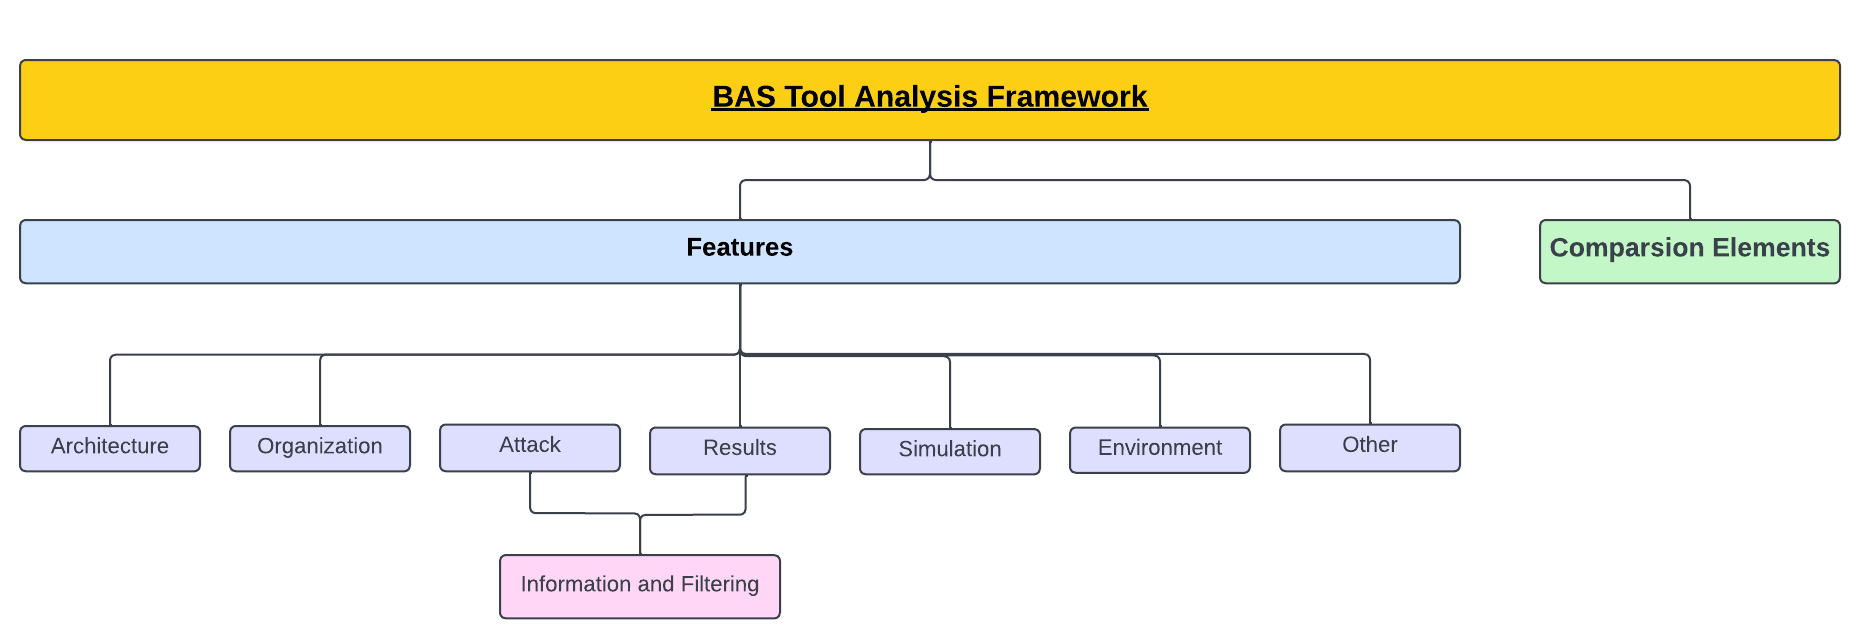 BAS Tool Analysis Framework
Features
Comparsion Elements
Architecture
Organization
Attack
Results
Simulation
Environment
Other
Information and Filtering